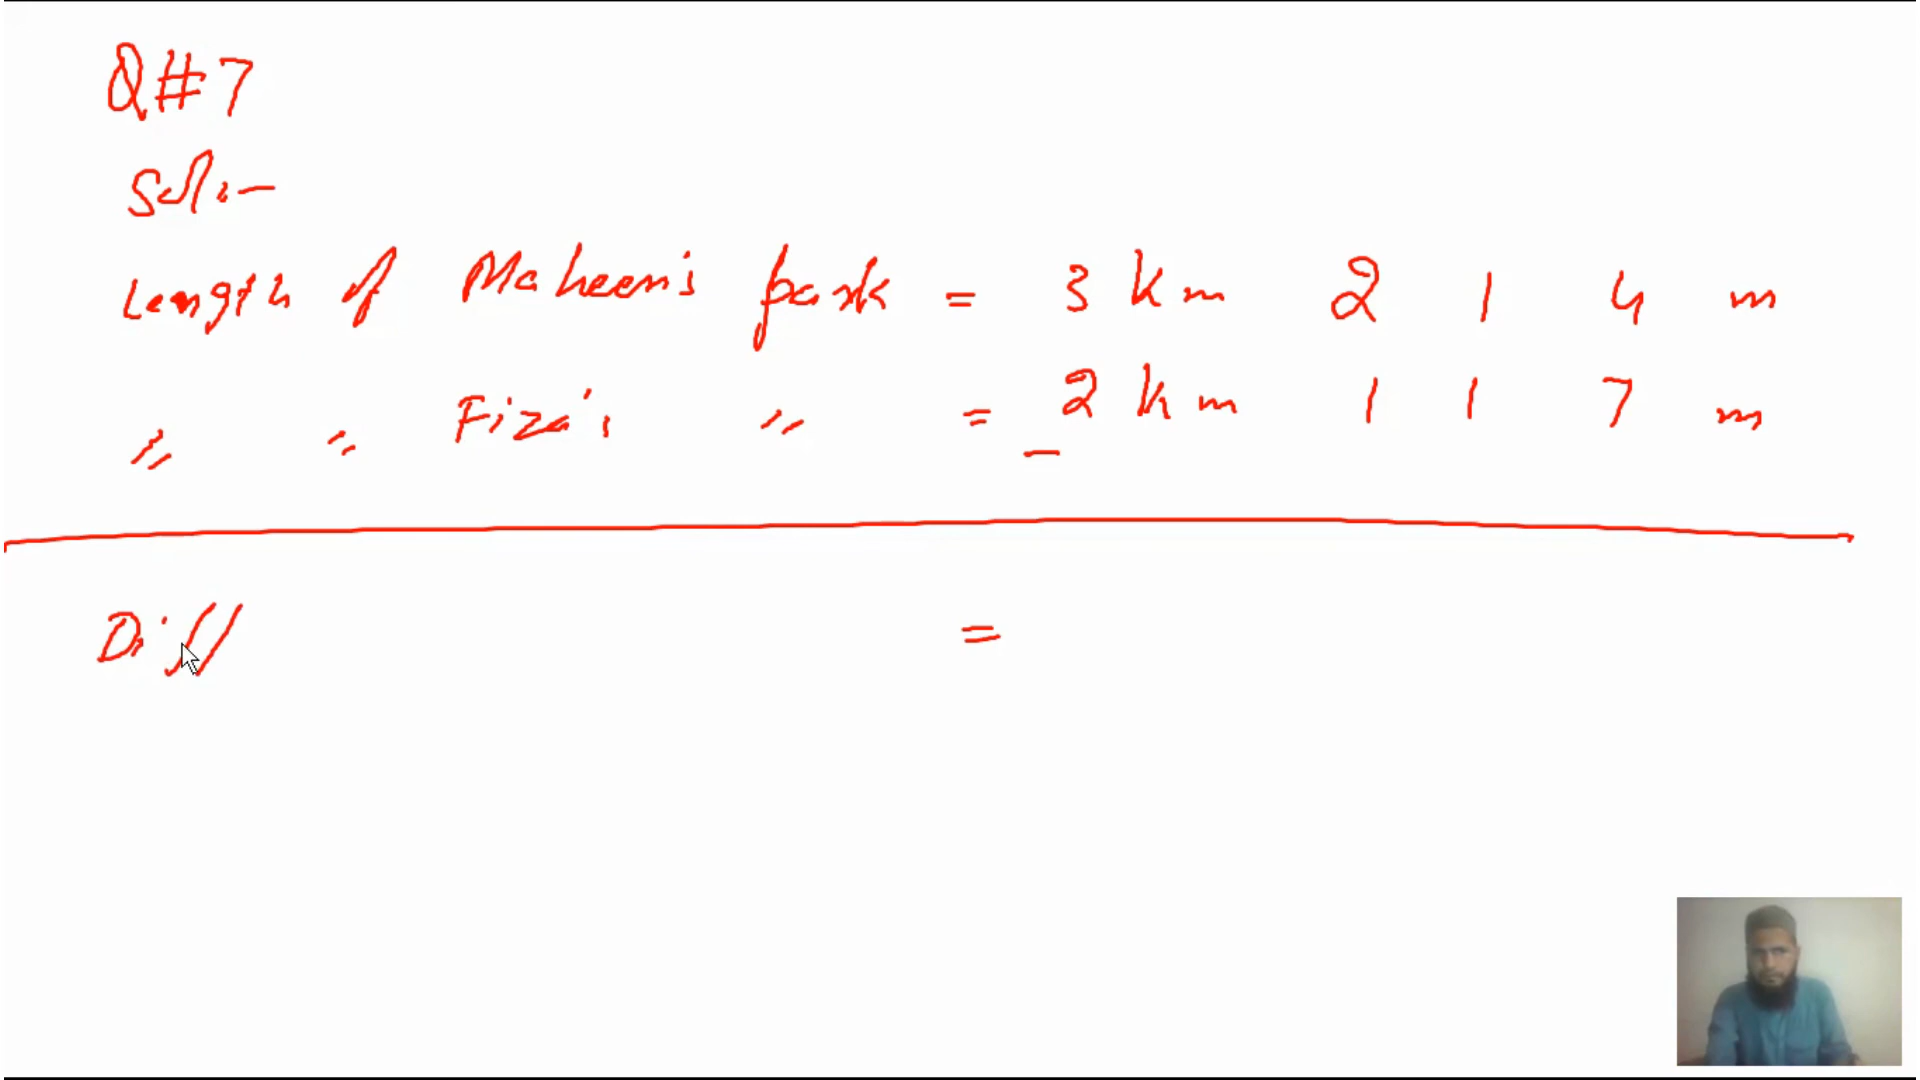 Q#7
Sol:-
Length of Maheen's park = 3 km 2 1 4 m
" " Fiza's " = 2 km 1 1 7 m
−
Diff =